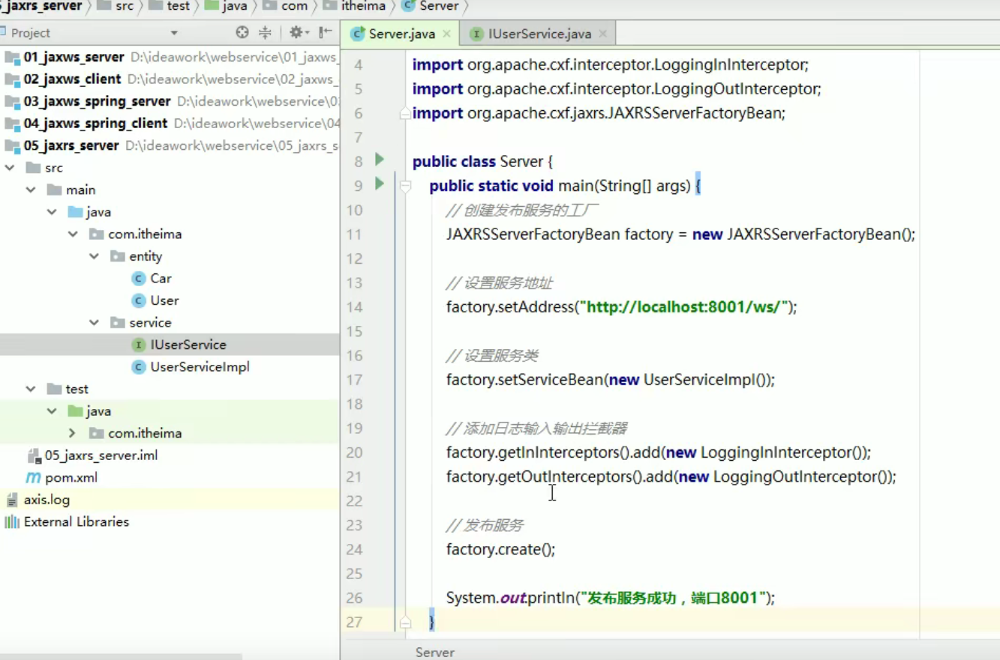 jaxrs_server src test java com itheima Server
Project
Server.java IUserService.java
01_jaxws_server D:\ideawork\webservice\01_jaxws_
02_jaxws_client D:\ideawork\webservice\02_jaxws_
03_jaxws_spring_server D:\ideawork\webservice\03
04_jaxws_spring_client D:\ideawork\webservice\04
05_jaxrs_server D:\ideawork\webservice\05_jaxrs_s
src
main
java
com.itheima
entity
Car
User
service
IUserService
UserServiceImpl
test
java
com.itheima
05_jaxrs_server.iml
pom.xml
axis.log
External Libraries
4 import org.apache.cxf.interceptor.LoggingInInterceptor;
5 import org.apache.cxf.interceptor.LoggingOutInterceptor;
6 import org.apache.cxf.jaxrs.JAXRSServerFactoryBean;
7
8 public class Server {
9 public static void main(String[] args) {
10 // 创建发布服务的工厂
11 JAXRSServerFactoryBean factory = new JAXRSServerFactoryBean();
12
13 // 设置服务地址
14 factory.setAddress("http://localhost:8001/ws/");
15
16 // 设置服务类
17 factory.setServiceBean(new UserServiceImpl());
18
19 // 添加日志输入输出拦截器
20 factory.getInInterceptors().add(new LoggingInInterceptor());
21 factory.getOutInterceptors().add(new LoggingOutInterceptor());
22
23 // 发布服务
24 factory.create();
25
26 System.out.println("发布服务成功，端口8001");
27 }
Server